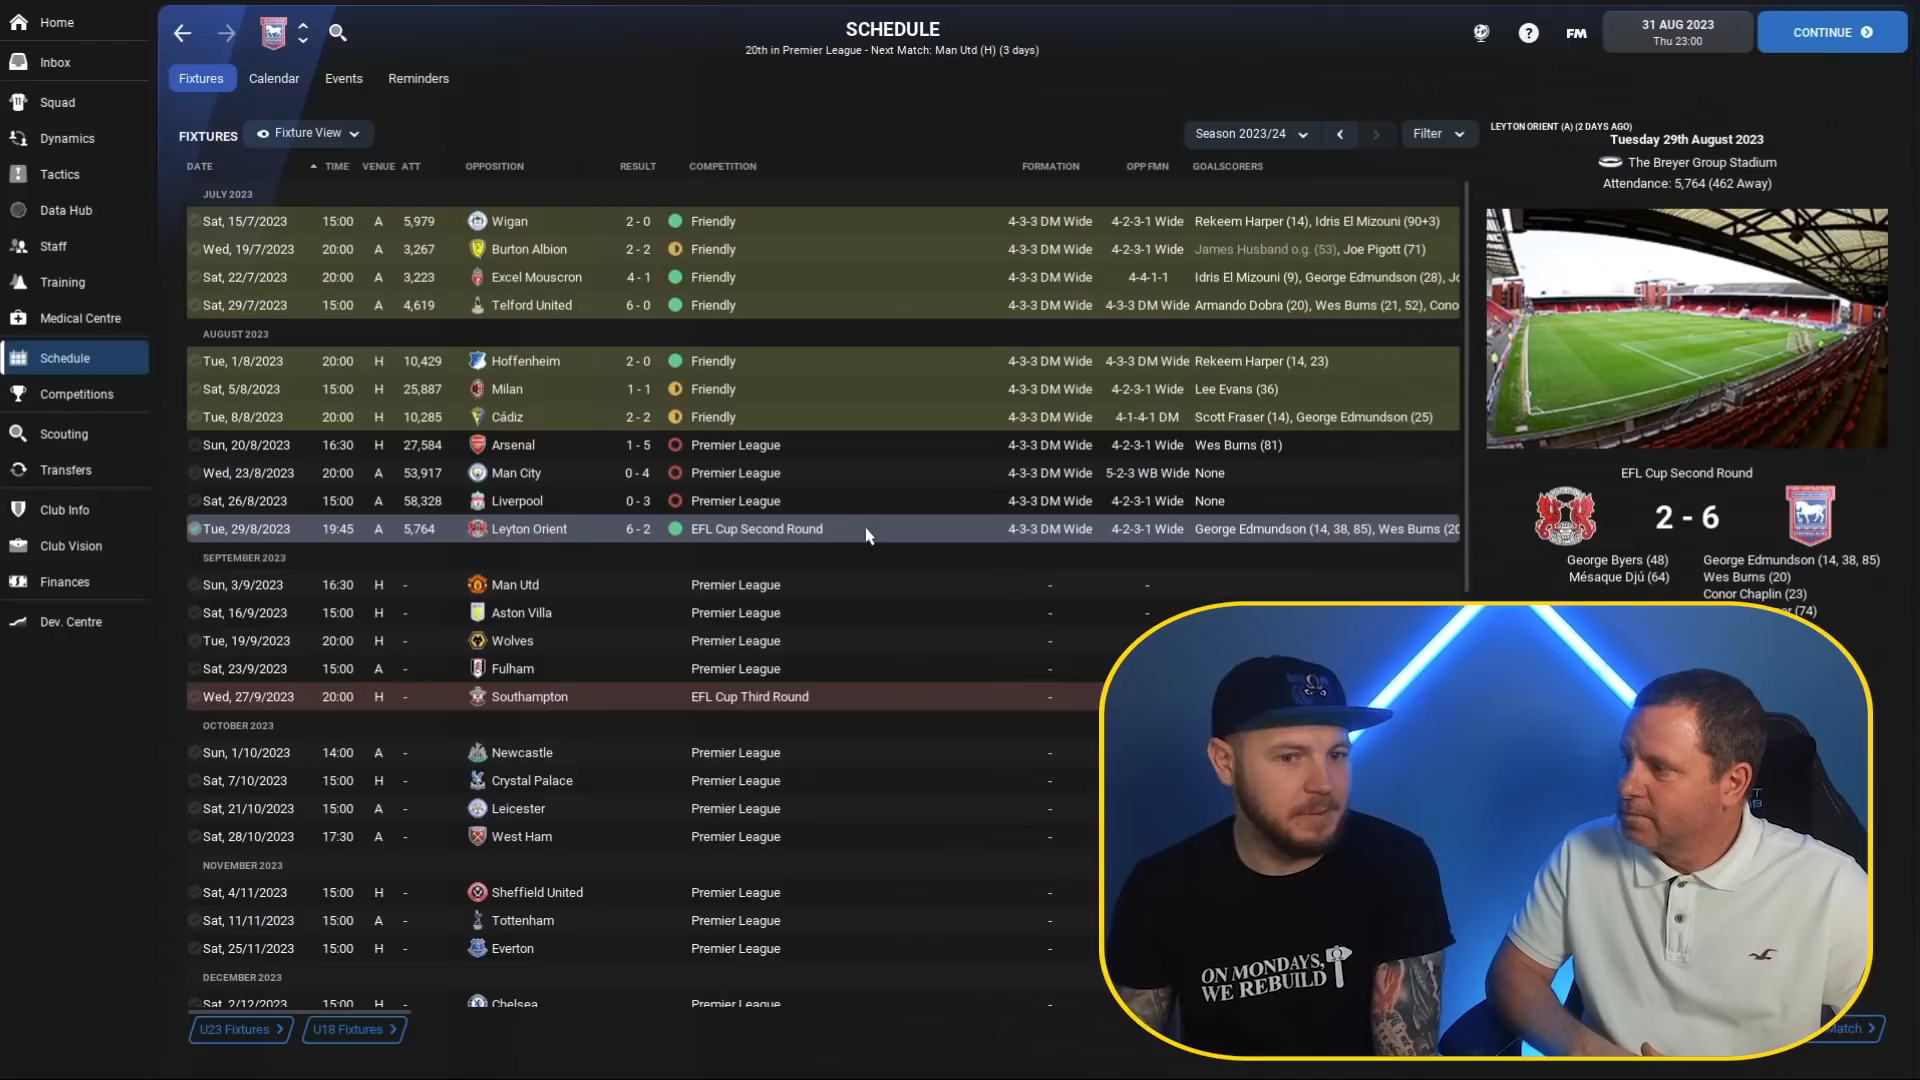 Home
Inbox
Squad
Dynamics
Tactics
Data Hub
Staff
Training
Medical Centre
Schedule
Competitions
Scouting
Transfers
Club Info
Club Vision
Finances
Dev. Centre
SCHEDULE
20th in Premier League - Next Match: Man Utd (H) (3 days)
FM
31 AUG 2023
Thu 23:00
CONTINUE
Fixtures Calendar Events Reminders
FIXTURES Fixture View Season 2023/24 Filter
DATE TIME VENUE ATT OPPOSITION RESULT COMPETITION FORMATION OPP FMN GOALSCORERS
JULY 2023
Sat, 15/7/2023 15:00 A 5,979 Wigan 2 - 0 Friendly 4-3-3 DM Wide 4-2-3-1 Wide Rekeem Harper (14), Idris El Mizouni (90+3)
Wed, 19/7/2023 20:00 A 3,267 Burton Albion 2 - 2 Friendly 4-3-3 DM Wide 4-2-3-1 Wide James Husband o.g. (53), Joe Pigott (71)
Sat, 22/7/2023 20:00 A 3,223 Excel Mouscron 4 - 1 Friendly 4-3-3 DM Wide 4-4-1-1 Idris El Mizouni (9), George Edmundson (28), Jo
Sat, 29/7/2023 15:00 A 4,619 Telford United 6 - 0 Friendly 4-3-3 DM Wide 4-3-3 DM Wide Armando Dobra (20), Wes Burns (21, 52), Cono
AUGUST 2023
Tue, 1/8/2023 20:00 H 10,429 Hoffenheim 2 - 0 Friendly 4-3-3 DM Wide 4-3-3 DM Wide Rekeem Harper (14, 23)
Sat, 5/8/2023 15:00 H 25,887 Milan 1 - 1 Friendly 4-3-3 DM Wide 4-2-3-1 Wide Lee Evans (36)
Tue, 8/8/2023 20:00 H 10,285 Cádiz 2 - 2 Friendly 4-3-3 DM Wide 4-1-4-1 DM Scott Fraser (14), George Edmundson (25)
Sun, 20/8/2023 16:30 H 27,584 Arsenal 1 - 5 Premier League 4-3-3 DM Wide 4-2-3-1 Wide Wes Burns (81)
Wed, 23/8/2023 20:00 A 53,917 Man City 0 - 4 Premier League 4-3-3 DM Wide 5-2-3 WB Wide None
Sat, 26/8/2023 15:00 A 58,328 Liverpool 0 - 3 Premier League 4-3-3 DM Wide 4-2-3-1 Wide None
Tue, 29/8/2023 19:45 A 5,764 Leyton Orient 6 - 2 EFL Cup Second Round 4-3-3 DM Wide 4-2-3-1 Wide George Edmundson (14, 38, 85), Wes Burns (20
SEPTEMBER 2023
Sun, 3/9/2023 16:30 H - Man Utd Premier League - -
Sat, 16/9/2023 15:00 H - Aston Villa Premier League - -
Tue, 19/9/2023 20:00 H - Wolves Premier League -
Sat, 23/9/2023 15:00 A - Fulham Premier League -
Wed, 27/9/2023 20:00 H - Southampton EFL Cup Third Round -
OCTOBER 2023
Sun, 1/10/2023 14:00 A - Newcastle Premier League -
Sat, 7/10/2023 15:00 H - Crystal Palace Premier League -
Sat, 21/10/2023 15:00 A - Leicester Premier League -
Sat, 28/10/2023 17:30 A - West Ham Premier League -
NOVEMBER 2023
Sat, 4/11/2023 15:00 H - Sheffield United Premier League -
Sat, 11/11/2023 15:00 A - Tottenham Premier League -
Sat, 25/11/2023 15:00 H - Everton Premier League -
DECEMBER 2023
Sat, 2/12/2023 15:00 H Chelsea Premier League
U23 Fixtures U18 Fixtures
LEYTON ORIENT (A) (2 DAYS AGO)
Tuesday 29th August 2023
The Breyer Group Stadium
Attendance: 5,764 (462 Away)
EFL Cup Second Round
2 - 6
George Byers (48)
Mésaque Djú (64)
George Edmundson (14, 38, 85)
Wes Burns (20)
Conor Chaplin (23)
(74)
ON MONDAYS,
WE REBUILD
Match